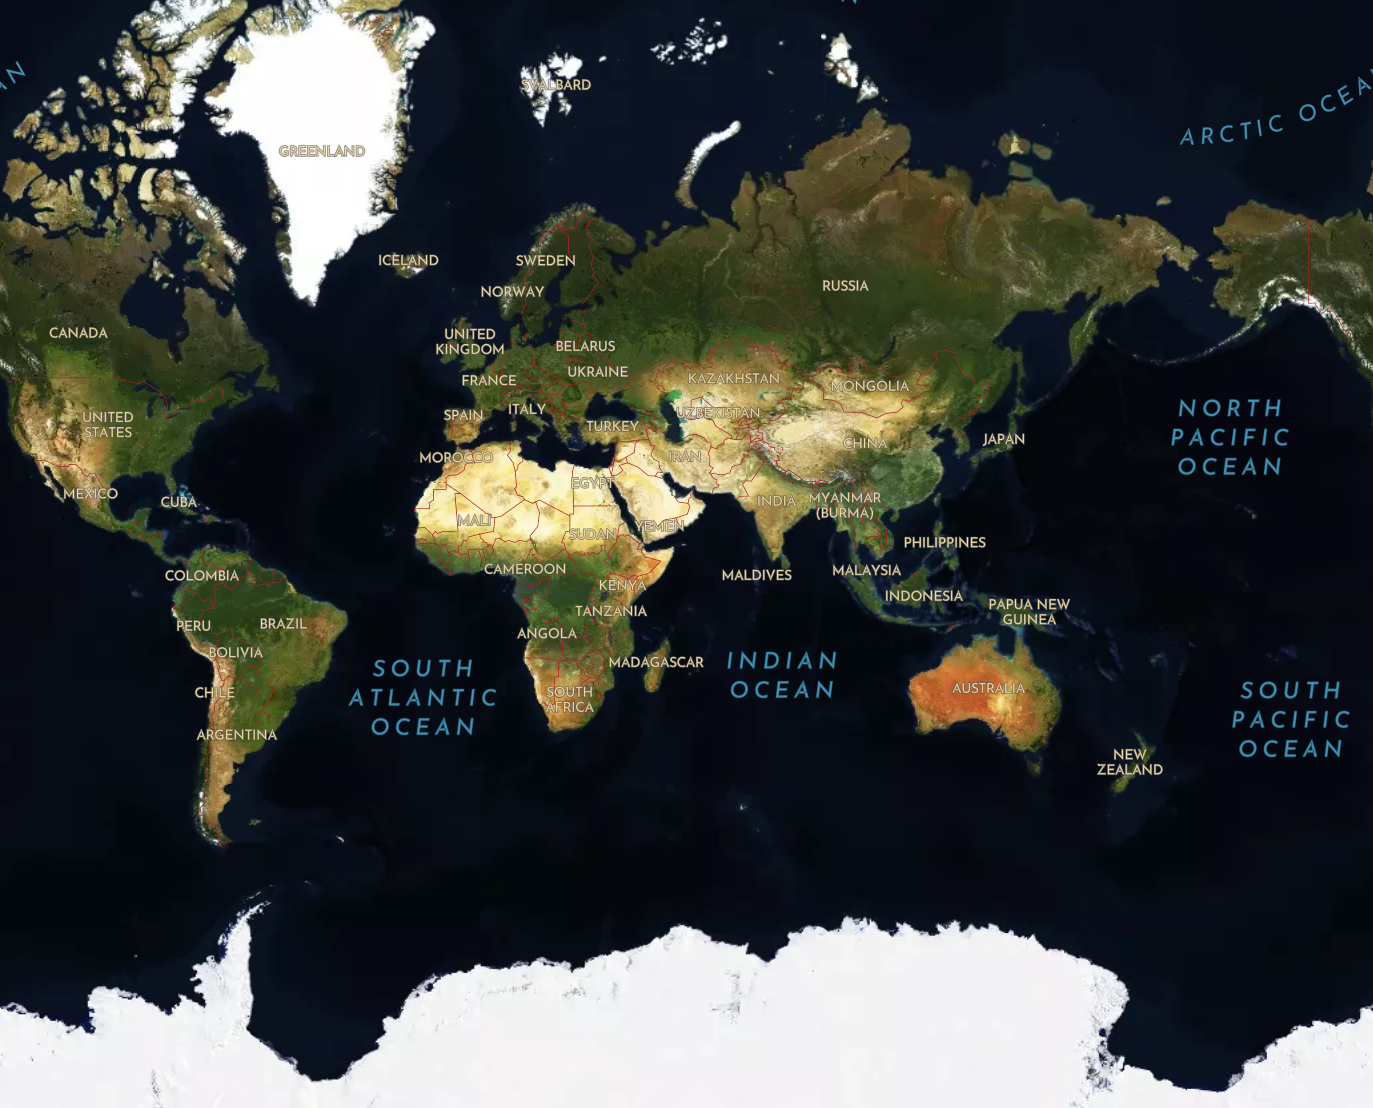 AN
ARCTIC OCEAN
SVALBARD
GREENLAND
ICELAND
SWEDEN
NORWAY
RUSSIA
CANADA
UNITED
KINGDOM
BELARUS
UKRAINE
FRANCE
KAZAKHSTAN
MONGOLIA
UNITED
STATES
SPAIN
ITALY
TURKEY
UZBEKISTAN
CHINA
JAPAN
NORTH
PACIFIC
OCEAN
MOROCCO
IRAN
MEXICO
CUBA
EGYPT
INDIA
MYANMAR
(BURMA)
MALI
SUDAN
YEMEN
PHILIPPINES
COLOMBIA
CAMEROON
KENYA
MALDIVES
MALAYSIA
INDONESIA
PERU
BRAZIL
TANZANIA
PAPUA NEW
GUINEA
ANGOLA
BOLIVIA
MADAGASCAR
SOUTH
ATLANTIC
OCEAN
INDIAN
OCEAN
CHILE
SOUTH
AFRICA
AUSTRALIA
SOUTH
PACIFIC
OCEAN
ARGENTINA
NEW
ZEALAND